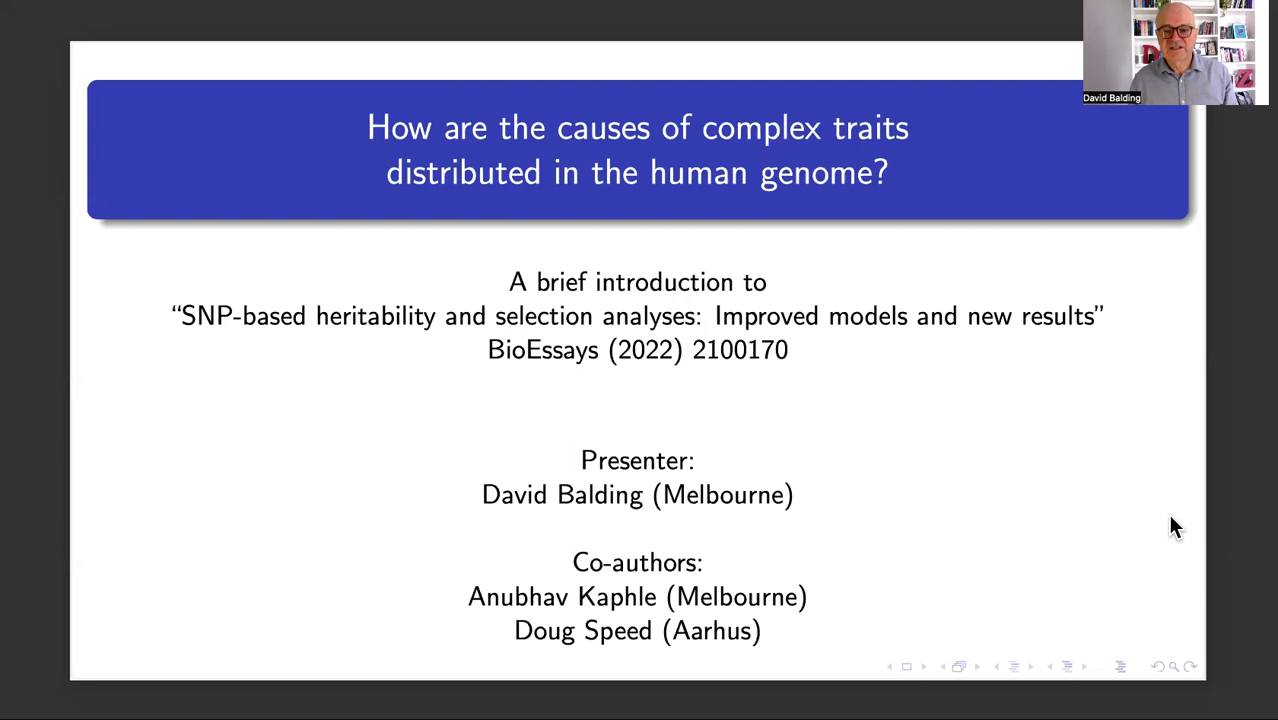 How are the causes of complex traits
distributed in the human genome?
A brief introduction to
“SNP-based heritability and selection analyses: Improved models and new results”
BioEssays (2022) 2100170
Presenter:
David Balding (Melbourne)
Co-authors:
Anubhav Kaphle (Melbourne)
Doug Speed (Aarhus)
David Balding